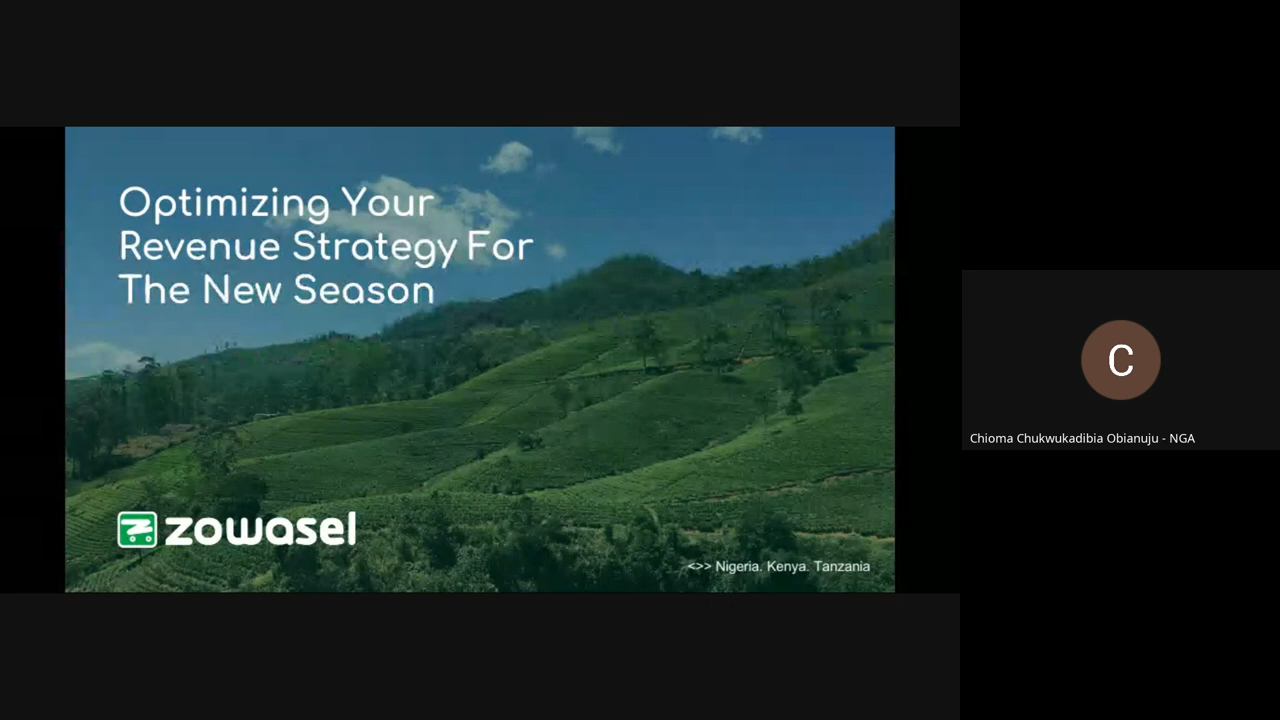 Optimizing Your
Revenue Strategy For
The New Season
zowasel
<>> Nigeria. Kenya. Tanzania
C
Chioma Chukwukadibia Obianuju - NGA